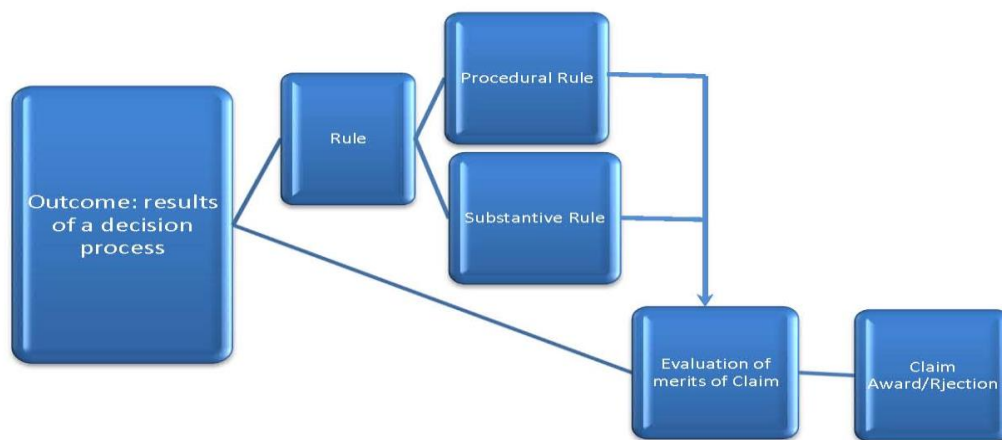 Procedural Rule
Rule
Outcome: results
of a decision
process
Substantive Rule
Evaluation of
merits of Claim
Claim
Award/Rjection